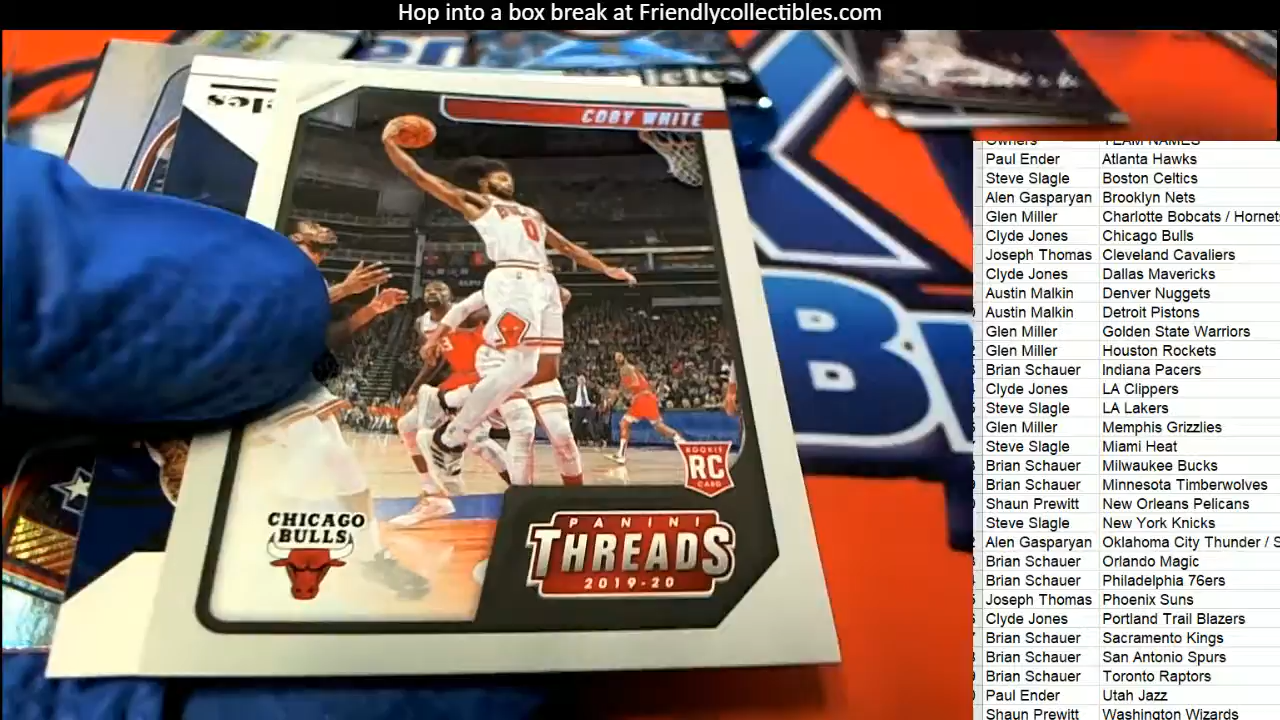 Hop into a box break at Friendlycollectibles.com
COBY WHITE
0
ROOKIE
RC
CARD
CHICAGO
BULLS
PANINI
THREADS
2019-20
Owners TEAM NAMES
Paul Ender Atlanta Hawks
Steve Slagle Boston Celtics
Alen Gasparyan Brooklyn Nets
Glen Miller Charlotte Bobcats / Hornet
Clyde Jones Chicago Bulls
Joseph Thomas Cleveland Cavaliers
Clyde Jones Dallas Mavericks
Austin Malkin Denver Nuggets
Austin Malkin Detroit Pistons
Glen Miller Golden State Warriors
Glen Miller Houston Rockets
Brian Schauer Indiana Pacers
Clyde Jones LA Clippers
Steve Slagle LA Lakers
Glen Miller Memphis Grizzlies
Steve Slagle Miami Heat
Brian Schauer Milwaukee Bucks
Brian Schauer Minnesota Timberwolves
Shaun Prewitt New Orleans Pelicans
Steve Slagle New York Knicks
Alen Gasparyan Oklahoma City Thunder / S
Brian Schauer Orlando Magic
Brian Schauer Philadelphia 76ers
Joseph Thomas Phoenix Suns
Clyde Jones Portland Trail Blazers
Brian Schauer Sacramento Kings
Brian Schauer San Antonio Spurs
Brian Schauer Toronto Raptors
Paul Ender Utah Jazz
Shaun Prewitt Washington Wizards